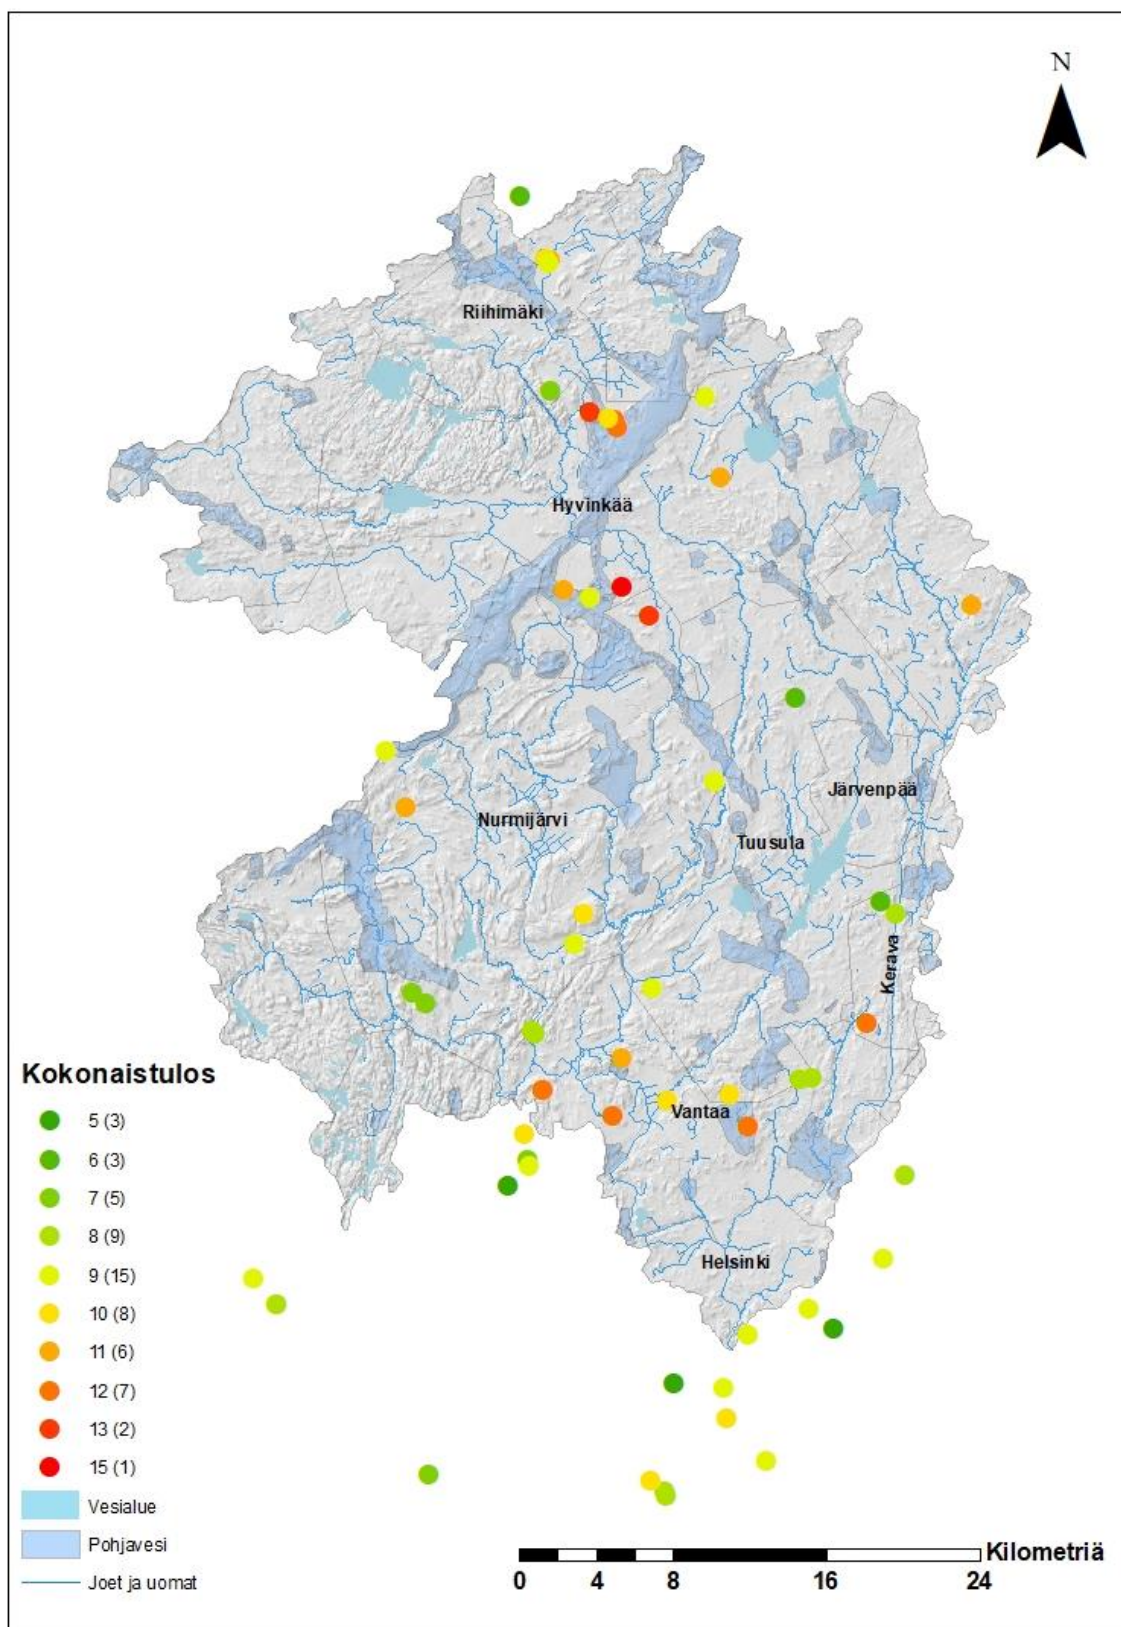 N
Riihimäki
Hyvinkää
Järvenpää
Nurmijärvi
Tuusula
Kerava
Vantaa
Helsinki
Kokonaistulos
5 (3)
6 (3)
7 (5)
8 (9)
9 (15)
10 (8)
11 (6)
12 (7)
13 (2)
15 (1)
Vesialue
Pohjavesi
Joet ja uomat
Kilometriä
0 4 8 16 24